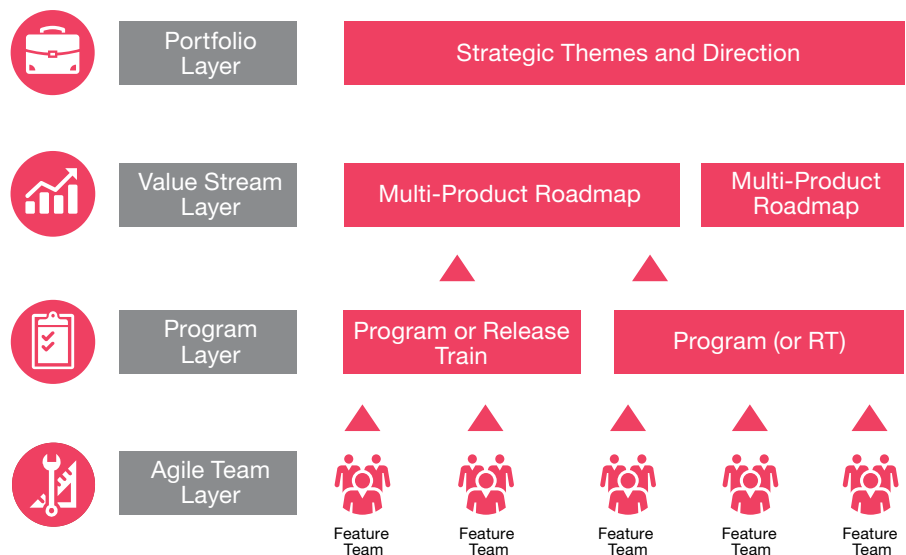 Portfolio
Layer
Strategic Themes and Direction
Value Stream
Layer
Multi-Product Roadmap
Multi-Product
Roadmap
Program
Layer
Program or Release
Train
Program (or RT)
Agile Team
Layer
Feature
Team
Feature
Team
Feature
Team
Feature
Team
Feature
Team